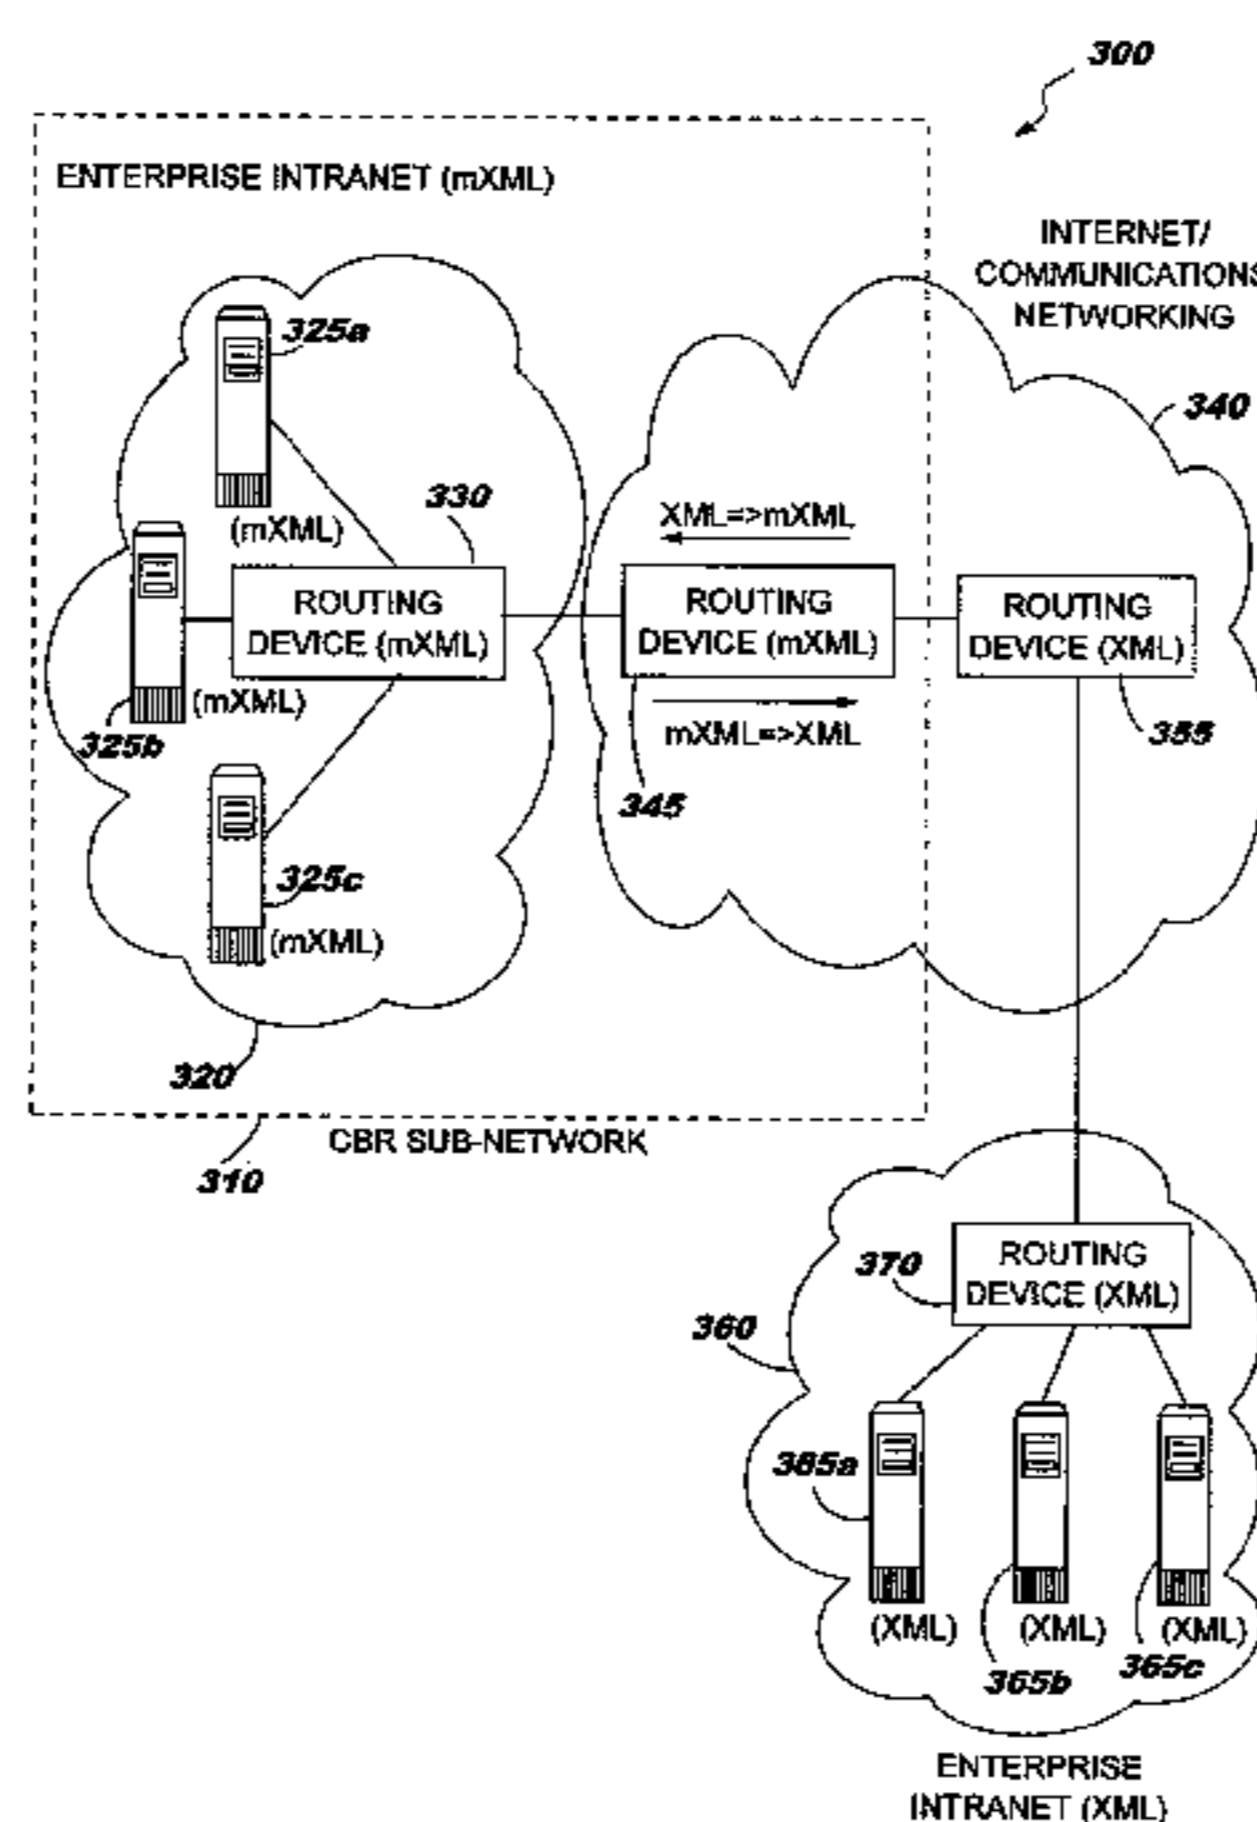 300
ENTERPRISE INTRANET (mXML)
INTERNET/
COMMUNICATIONS
NETWORKING
325a
340
330
(mXML)
XML=>mXML
ROUTING
DEVICE (mXML)
ROUTING
DEVICE (mXML)
ROUTING
DEVICE (XML)
(mXML)
325b
mXML=>XML
355
345
325c
(mXML)
320
CBR SUB-NETWORK
310
ROUTING
DEVICE (XML)
370
360
365a
(XML)
(XML)
(XML)
365b
365c
ENTERPRISE
INTRANET (XML)